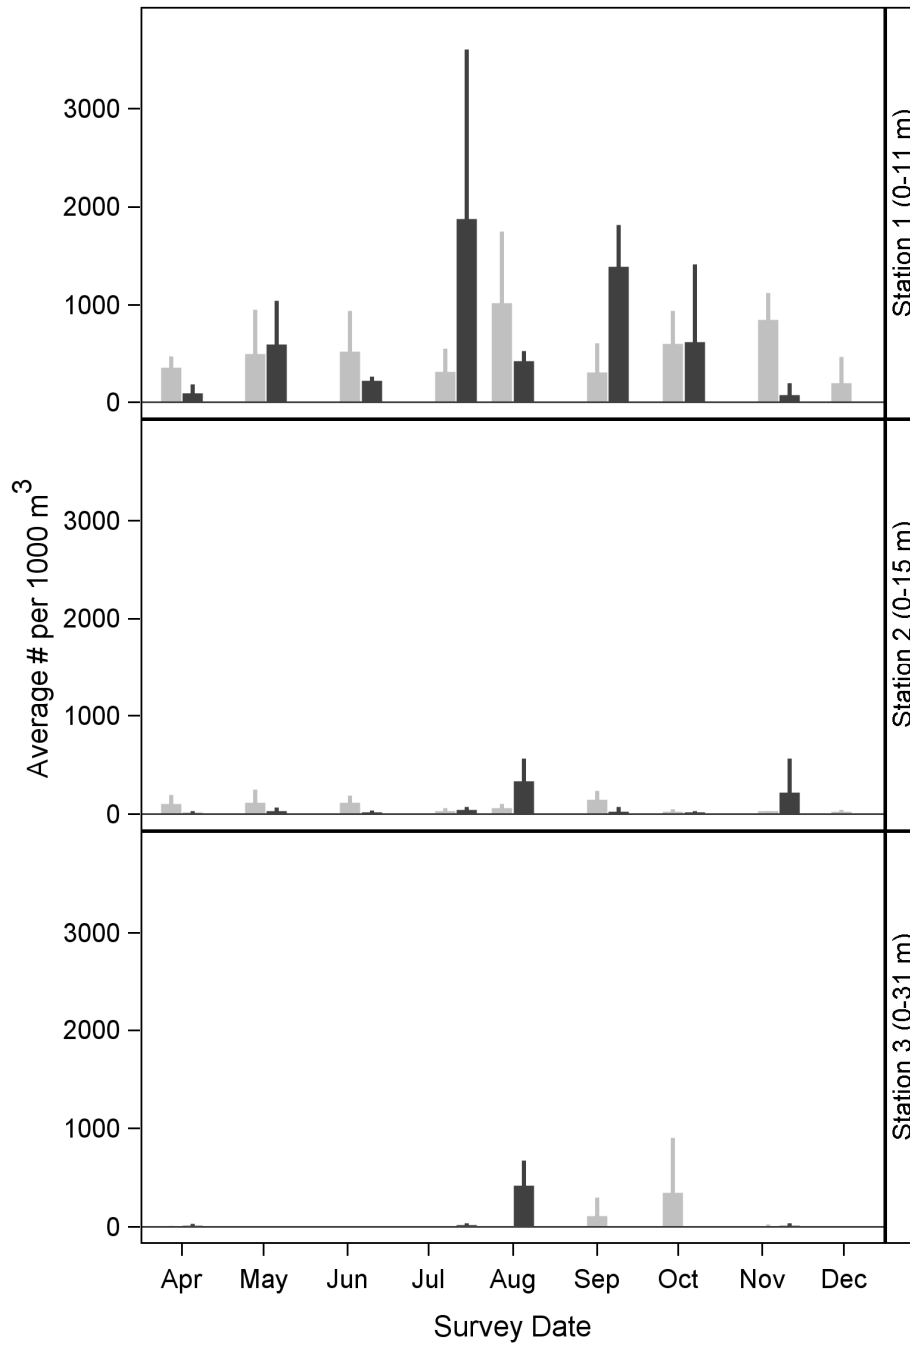 3000
2000
1000
0
Station 1 (0-11 m)
Average # per 1000 m³
3000
2000
1000
0
Station 2 (0-15 m)
3000
2000
1000
0
Station 3 (0-31 m)
Apr May Jun Jul Aug Sep Oct Nov Dec
Survey Date